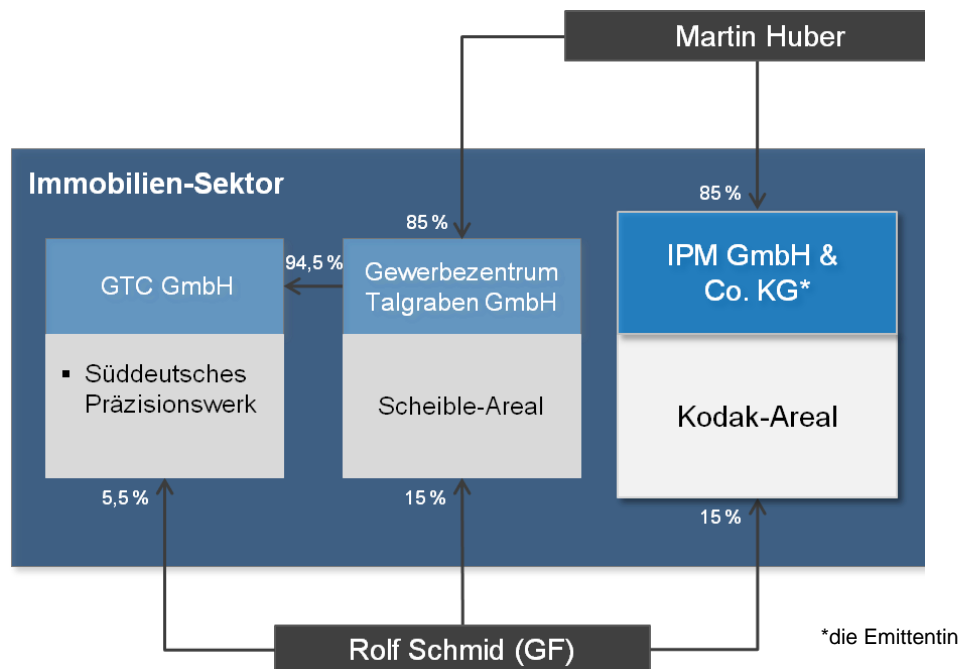 Martin Huber
Immobilien-Sektor
85 %
85 %
GTC GmbH
94,5 %
Gewerbezentrum
Talgraben GmbH
IPM GmbH &
Co. KG*
▪ Süddeutsches
Präzisionswerk
Scheible-Areal
Kodak-Areal
5,5 %
15 %
15 %
Rolf Schmid (GF)
*die Emittentin